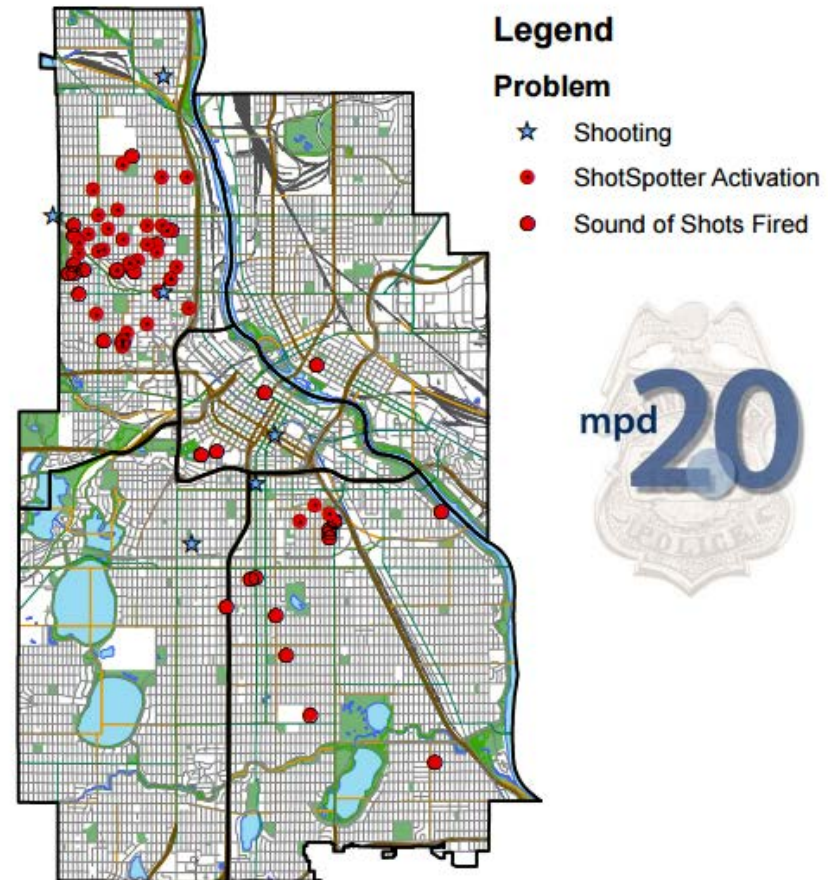 Legend
Problem
Shooting
ShotSpotter Activation
Sound of Shots Fired
mpd 20
POLICE